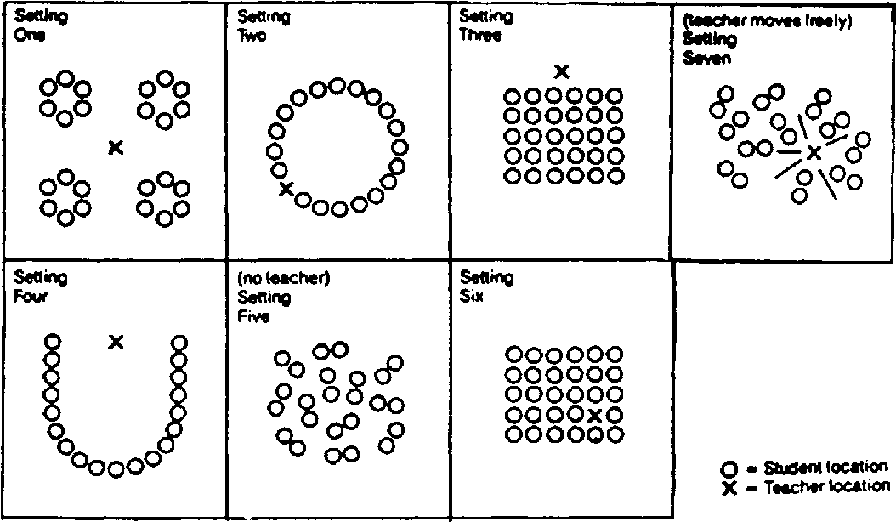 Setting
One
Setting
Two
Setting
Three
(teacher moves freely)
Setting
Seven
Setting
Four
(no teacher)
Setting
Five
Setting
Six
O = Student location
X = Teacher location